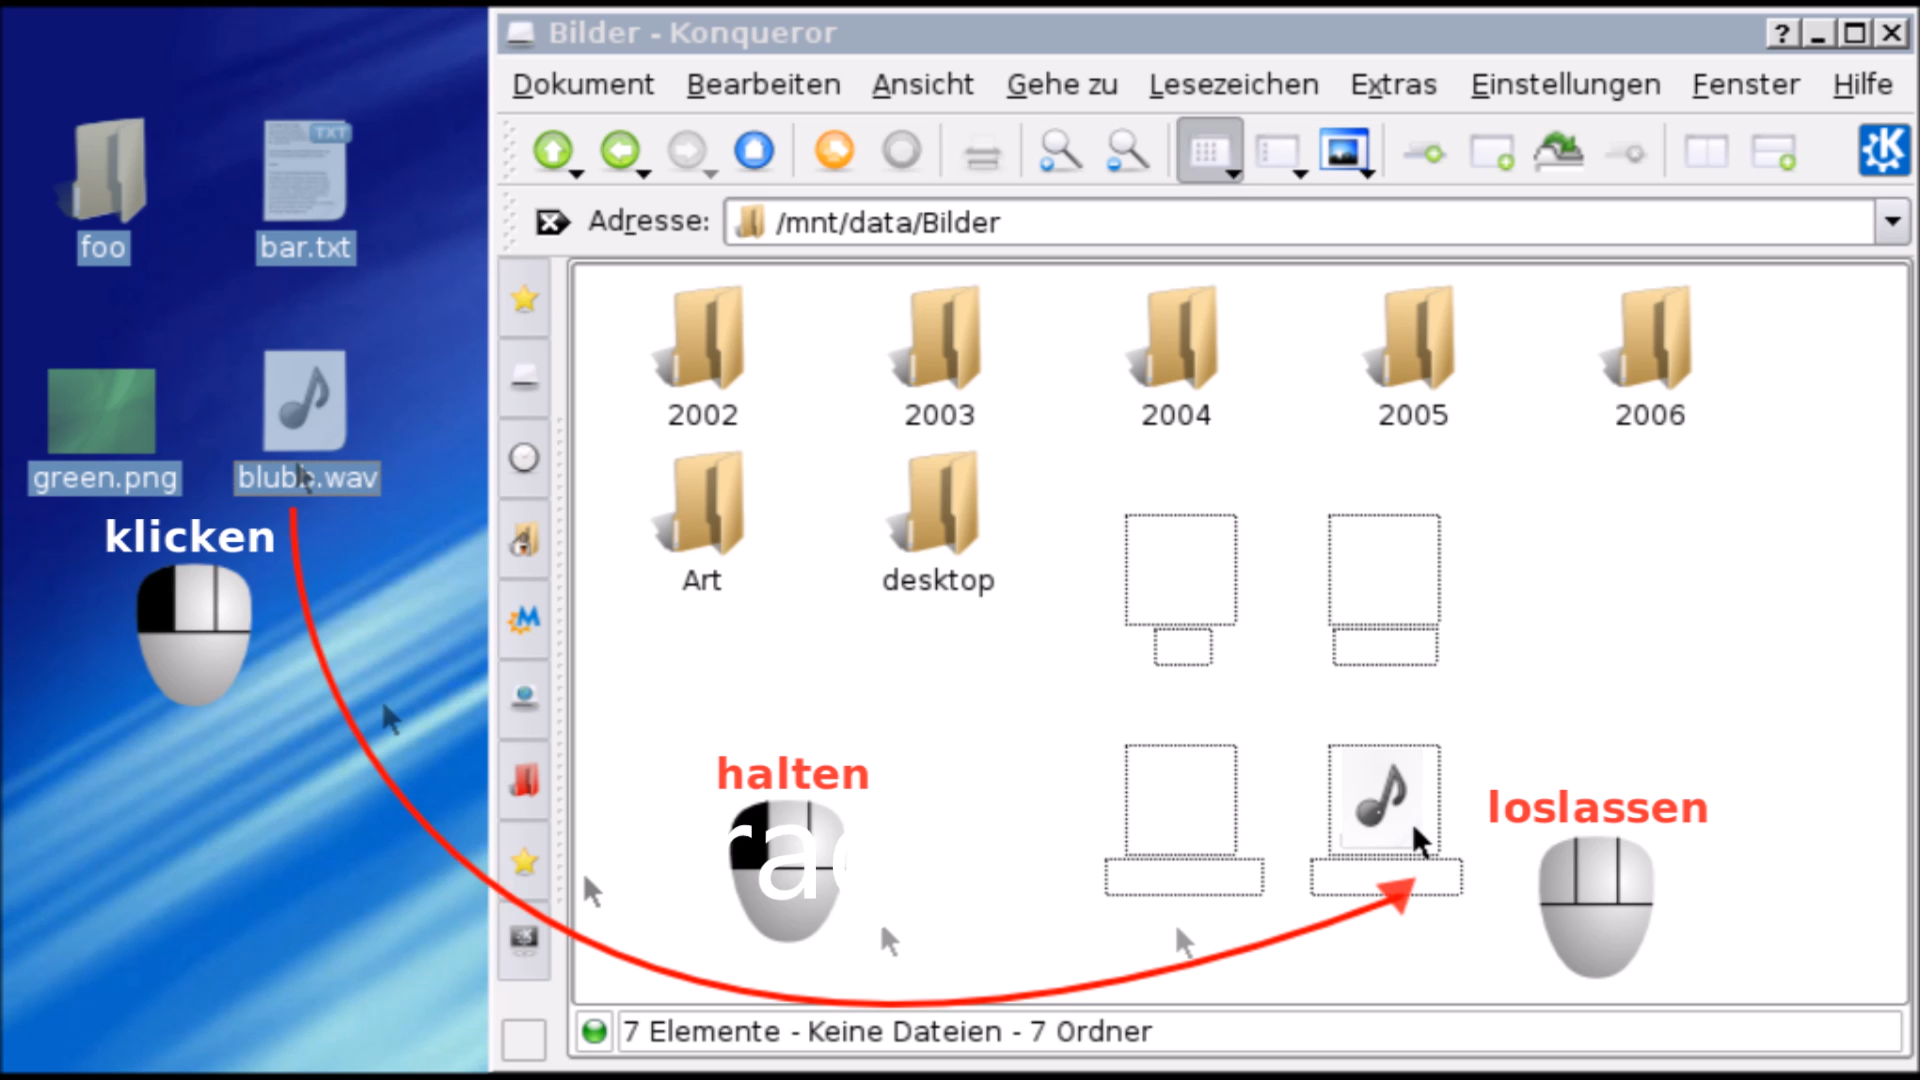 Bilder - Konqueror
?
Dokument Bearbeiten Ansicht Gehe zu Lesezeichen Extras Einstellungen Fenster Hilfe
K
Adresse: /mnt/data/Bilder
TXT
foo bar.txt
green.png blubb.wav
klicken
2002 2003 2004 2005 2006
Art desktop
halten
rac
loslassen
7 Elemente - Keine Dateien - 7 Ordner